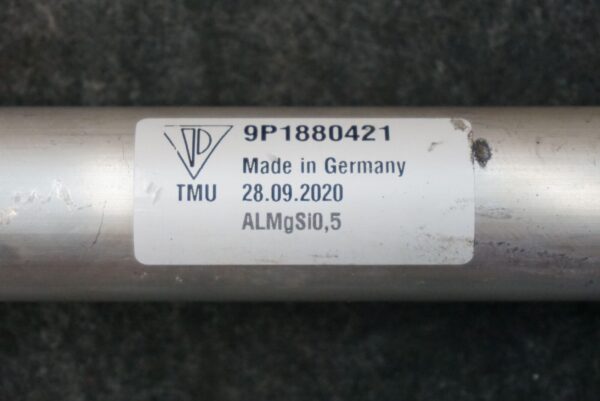 9P1880421
Made in Germany
TMU 28.09.2020
ALMgSi0,5